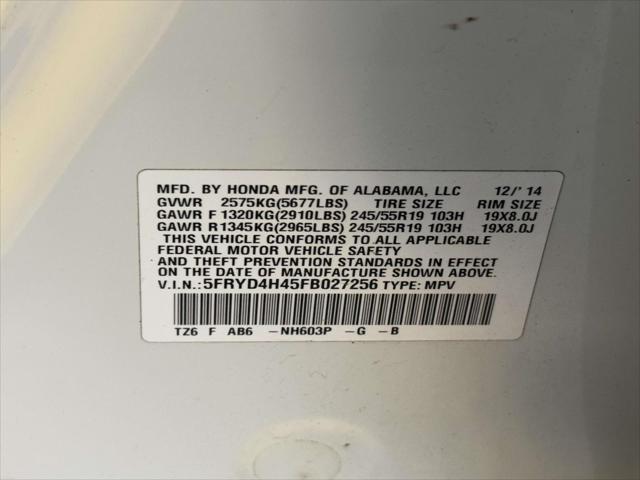 MFD. BY HONDA MFG. OF ALABAMA, LLC 12/'14
GVWR 2575KG(5677LBS) TIRE SIZE RIM SIZE
GAWR F 1320KG(2910LBS) 245/55R19 103H 19X8.0J
GAWR R1345KG(2965LBS) 245/55R19 103H 19X8.0J
THIS VEHICLE CONFORMS TO ALL APPLICABLE
FEDERAL MOTOR VEHICLE SAFETY
AND THEFT PREVENTION STANDARDS IN EFFECT
ON THE DATE OF MANUFACTURE SHOWN ABOVE.
V.I.N.: 5FRYD4H45FB027256 TYPE: MPV
TZ6 F AB6 -NH603P -G -B